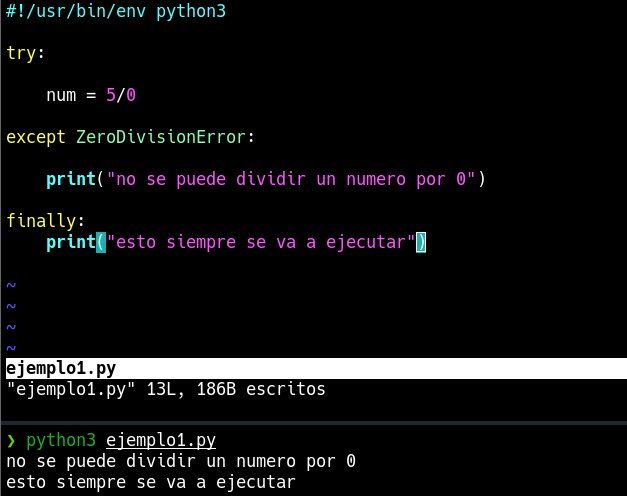 #!/usr/bin/env python3
try:
    num = 5/0
except ZeroDivisionError:
    print("no se puede dividir un numero por 0")
finally:
    print("esto siempre se va a ejecutar")
~
~
~
~
ejemplo1.py
"ejemplo1.py" 13L, 186B escritos
❯ python3 ejemplo1.py
no se puede dividir un numero por 0
esto siempre se va a ejecutar